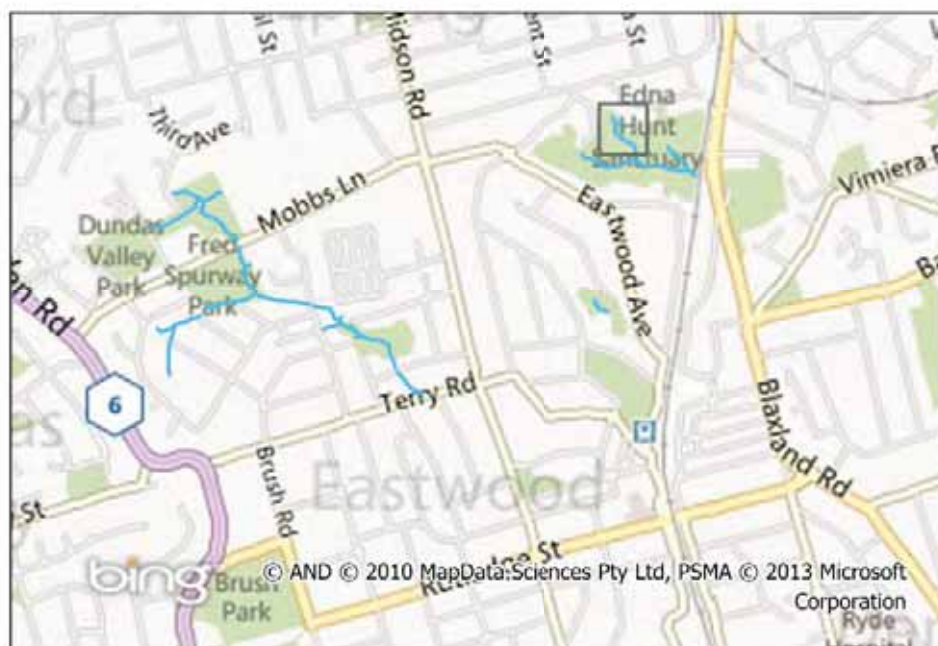 Midson Rd
Edna
Hunt
Sanctuary
Third Ave
Mobbs Ln
Vimiera
Dundas
Valley
Park
Fred
Spurway
Park
Eastwood Ave
Rd
6
Terry Rd
Blaxland Rd
Brush Rd
Eastwood
St
bing
Brush
Park
© AND © 2010 MapData Sciences Pty Ltd, PSMA © 2013 Microsoft
Corporation
Ryde